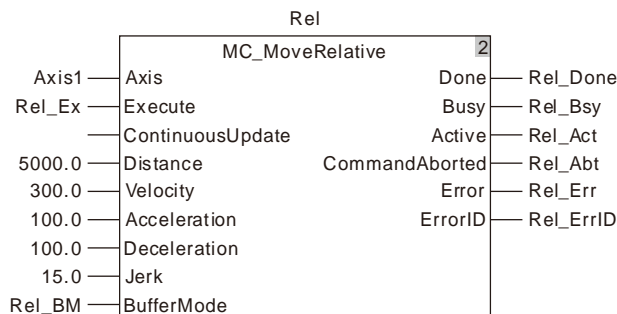 Rel
MC_MoveRelative 2
Axis1 Axis Done Rel_Done
Rel_Ex Execute Busy Rel_Bsy
ContinuousUpdate Active Rel_Act
5000.0 Distance CommandAborted Rel_Abt
300.0 Velocity Error Rel_Err
100.0 Acceleration ErrorID Rel_ErrID
100.0 Deceleration
15.0 Jerk
Rel_BM BufferMode